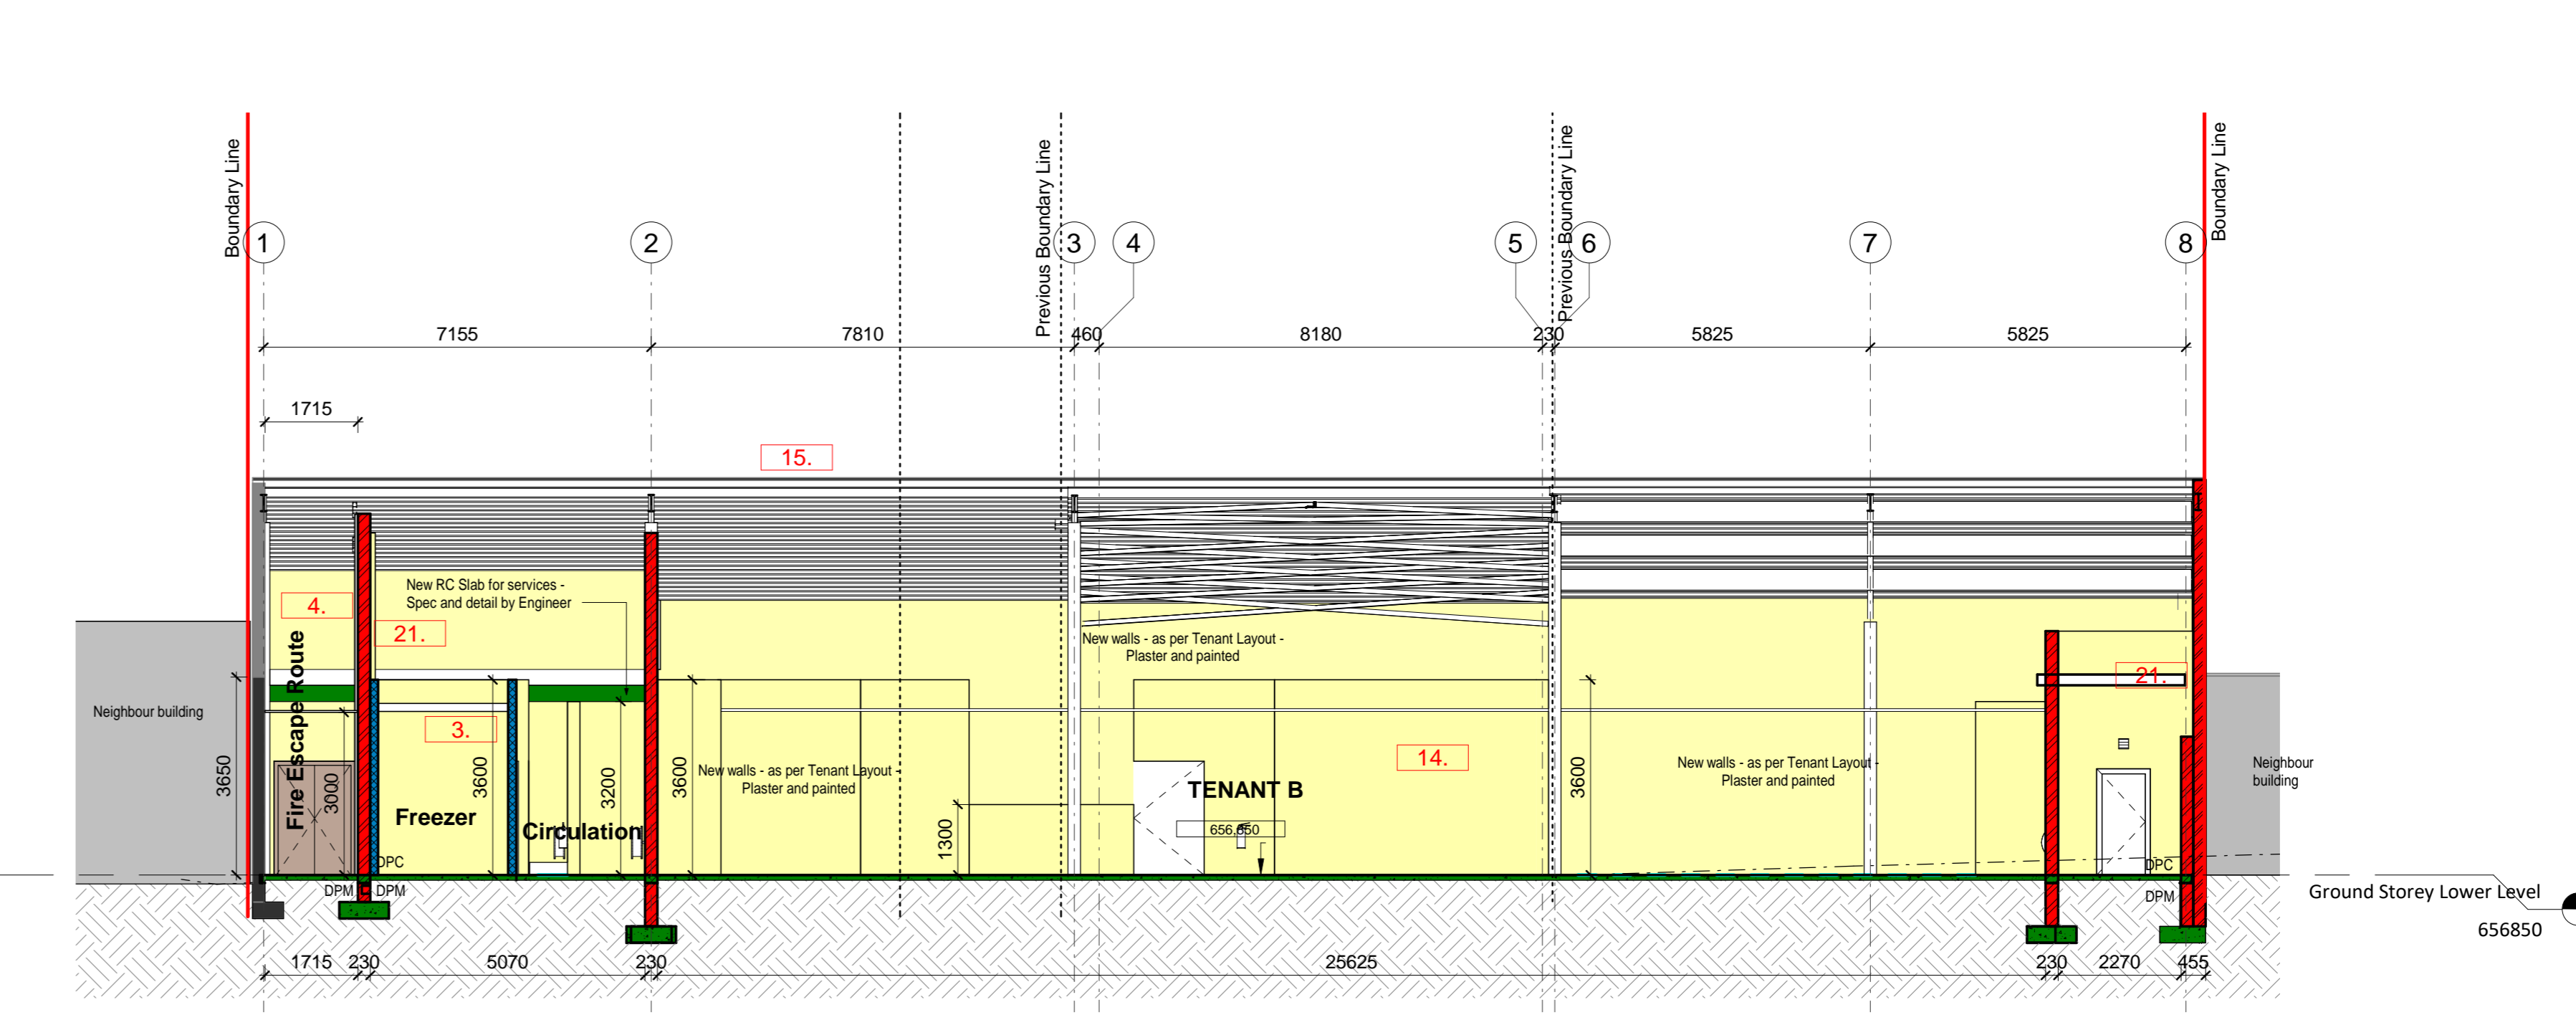 Boundary Line
Previous Boundary Line
Previous Boundary Line
Boundary Line
1
2
3
4
5
6
7
8
7155
7810
460
8180
230
5825
5825
1715
15.
New RC Slab for services -
Spec and detail by Engineer
4.
21.
Fire Escape Route
New walls - as per Tenant Layout -
Plaster and painted
21.
Neighbour building
3.
14.
3650
3000
3600
3200
3600
New walls - as per Tenant Layout -
Plaster and painted
1300
TENANT B
656,850
3600
New walls - as per Tenant Layout -
Plaster and painted
Neighbour
building
Freezer
Circulation
DPC
DPM
DPM
DPC
DPM
Ground Storey Lower Level
656850
1715
230
5070
230
25625
230
2270
455